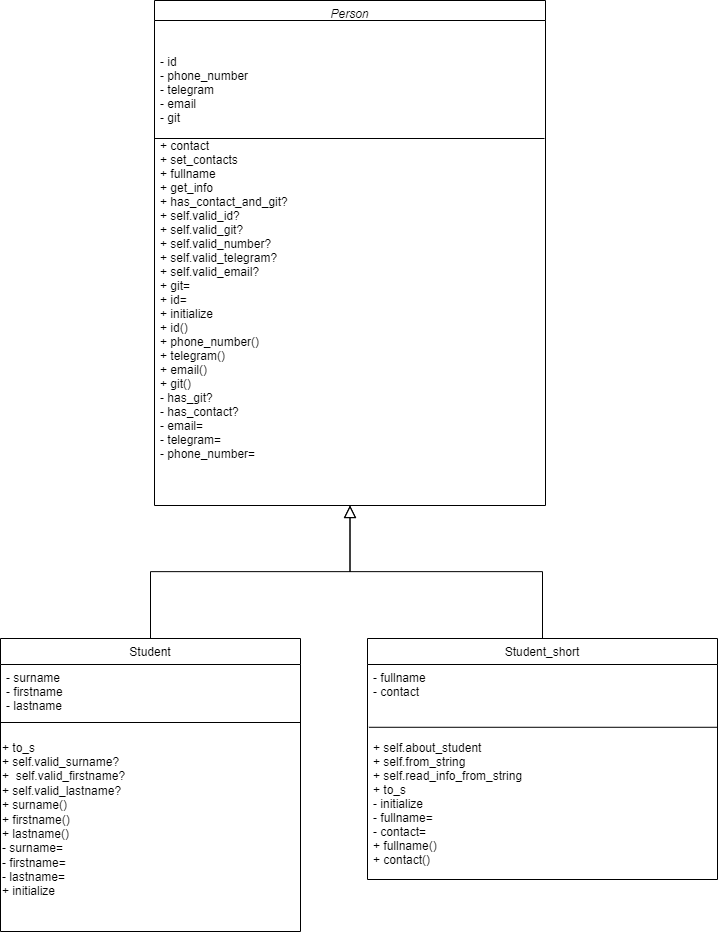 Person
- id
- phone_number
- telegram
- email
- git
+ contact
+ set_contacts
+ fullname
+ get_info
+ has_contact_and_git?
+ self.valid_id?
+ self.valid_git?
+ self.valid_number?
+ self.valid_telegram?
+ self.valid_email?
+ git=
+ id=
+ initialize
+ id()
+ phone_number()
+ telegram()
+ email()
+ git()
- has_git?
- has_contact?
- email=
- telegram=
- phone_number=
Student
- surname
- firstname
- lastname
+ to_s
+ self.valid_surname?
+  self.valid_firstname?
+ self.valid_lastname?
+ surname()
+ firstname()
+ lastname()
- surname=
- firstname=
- lastname=
+ initialize
Student_short
- fullname
- contact
+ self.about_student
+ self.from_string
+ self.read_info_from_string
+ to_s
- initialize
- fullname=
- contact=
+ fullname()
+ contact()